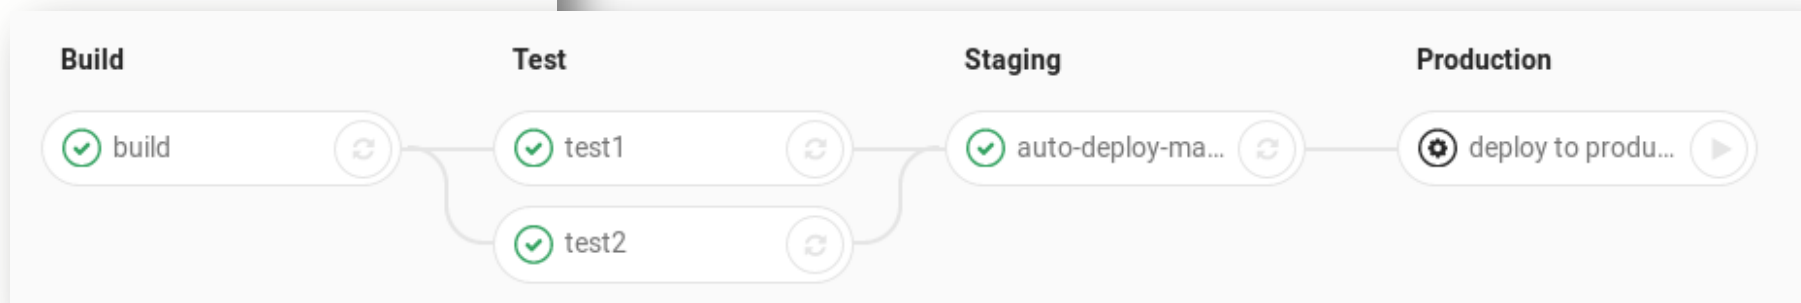 Build
Test
Staging
Production
build
test1
auto-deploy-ma...
deploy to produ...
test2